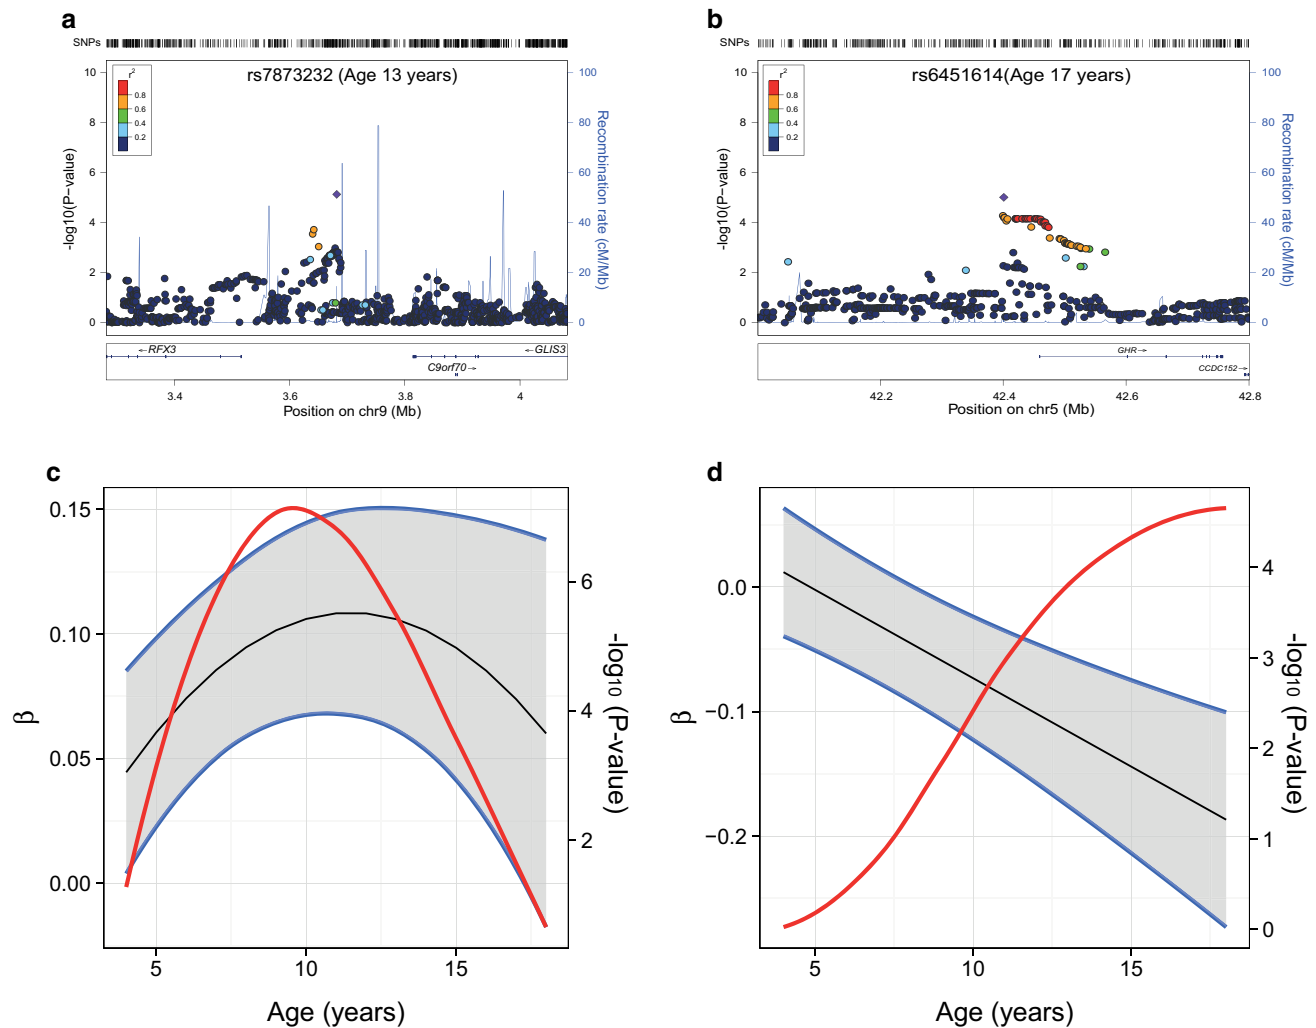 a
SNPs
10
8
6
4
2
0
-log10(P−value)
r²
0.8
0.6
0.4
0.2
rs7873232 (Age 13 years)
100
80
60
40
20
0
Recombination rate (cM/Mb)
←RFX3
C9orf70→
←GLIS3
3.4
3.6
3.8
4
Position on chr9 (Mb)
b
SNPs
10
8
6
4
2
0
-log10(P−value)
r²
0.8
0.6
0.4
0.2
rs6451614(Age 17 years)
100
80
60
40
20
0
Recombination rate (cM/Mb)
GHR→
CCDC152→
42.2
42.4
42.6
42.8
Position on chr5 (Mb)
c
0.15
0.10
0.05
0.00
β
6
4
2
-log10 (P-value)
5
10
15
Age (years)
d
0.0
−0.1
−0.2
β
4
3
2
1
0
-log10 (P-value)
5
10
15
Age (years)